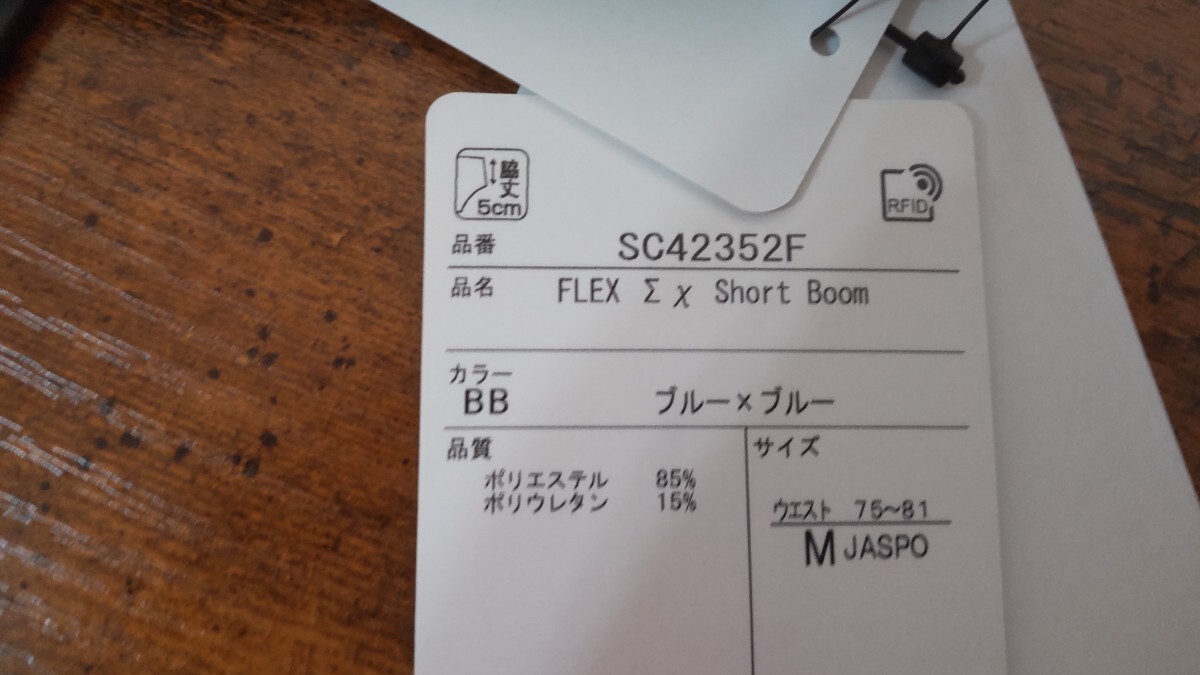 脇丈
5cm
RFID
品番 SC42352F
品名 FLEX Σχ Short Boom
カラー
BB ブルー×ブルー
品質
ポリエステル 85%
ポリウレタン 15%
サイズ
ウエスト 75~81
M JASPO